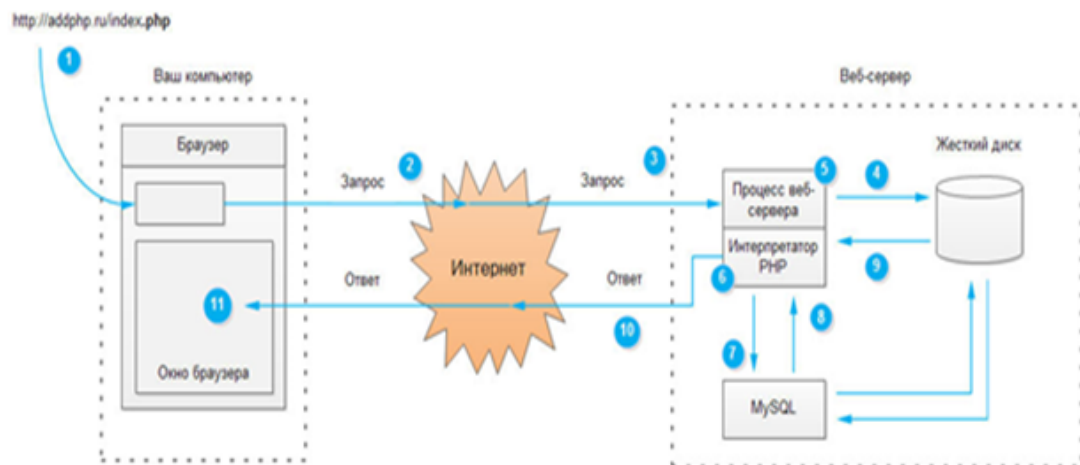 http://addphp.ru/index.php
1
Ваш компьютер
Веб-сервер
Браузер
Жесткий диск
Запрос
2
Запрос
3
5
4
Процесс веб-
сервера
Интернет
Интерпретатор
PHP
9
Ответ
Ответ
6
11
10
7
8
Окно браузера
MySQL